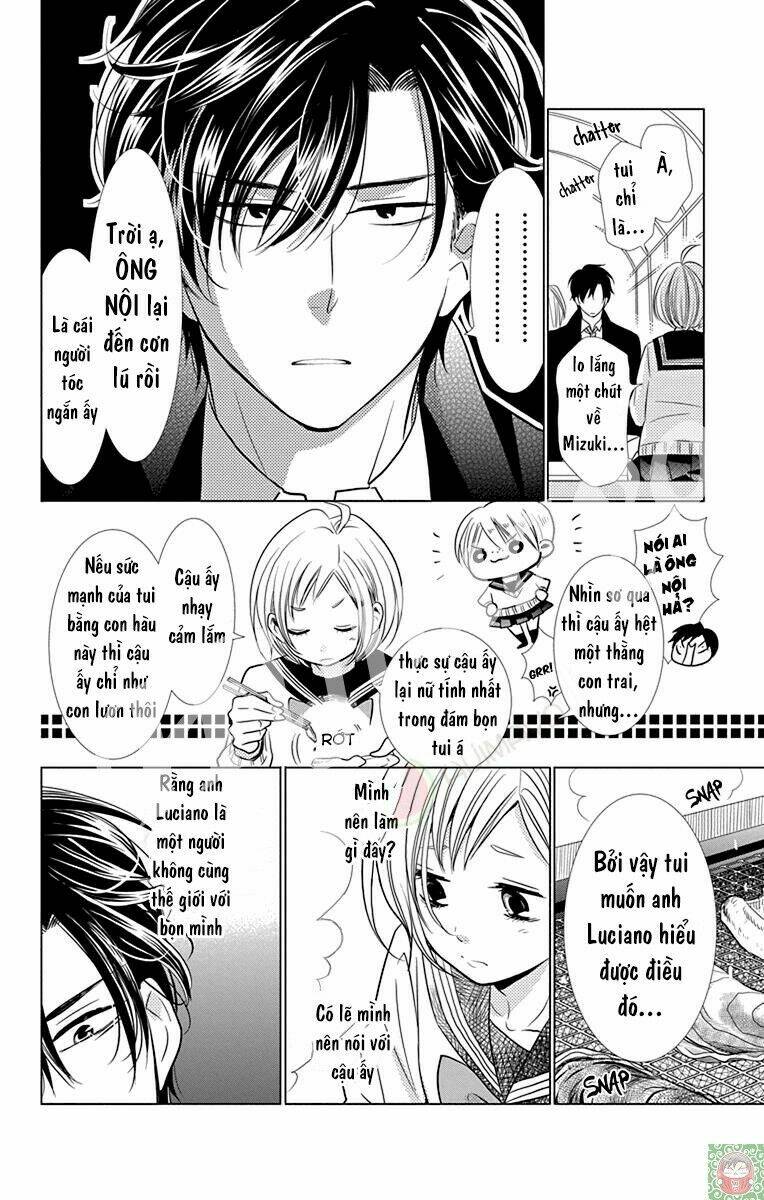 chatter
chatter
À,
tui
chỉ
là...
lo lắng
một chút
về
Mizuki...
Trời ạ,
ÔNG
NỘI lại
đến cơn
lú rồi
Là cái
người
tóc
ngắn ấy
NÓI AI
LÀ ÔNG
NỘI
HẢ?
Nhìn sơ qua
thì cậu ấy hệt
một thằng
con trai,
nhưng...
GRR!
thực sự cậu ấy
lại nữ tính nhất
trong đám bọn
tui á
RỚT
Cậu ấy
nhạy
cảm lắm
Nếu sức
mạnh của tui
bằng con hàu
này thì cậu
ấy chỉ như
con lươn thôi
SNAP
Bởi vậy tui
muốn anh
Luciano hiểu
được điều
đó...
SNAP
Mình
nên làm
gì đây?
Có lẽ mình
nên nói với
cậu ấy
Rằng anh
Luciano là
một người
không cùng
thế giới với
bọn mình